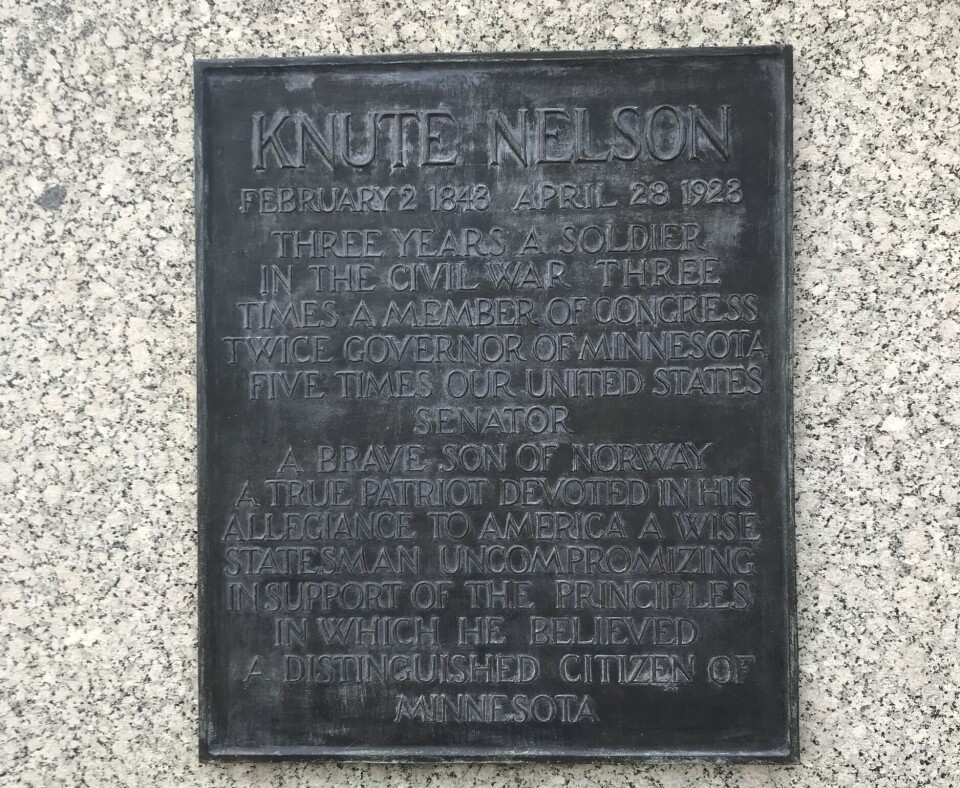 KNUTE NELSON
FEBRUARY 2 1843 APRIL 28 1923
THREE YEARS A SOLDIER
IN THE CIVIL WAR THREE
TIMES A MEMBER OF CONGRESS
TWICE GOVERNOR OF MINNESOTA
FIVE TIMES OUR UNITED STATES
SENATOR
A BRAVE SON OF NORWAY
A TRUE PATRIOT DEVOTED IN HIS
ALLEGIANCE TO AMERICA A WISE
STATESMAN UNCOMPROMIZING
IN SUPPORT OF THE PRINCIPLES
IN WHICH HE BELIEVED
A DISTINGUISHED CITIZEN OF
MINNESOTA